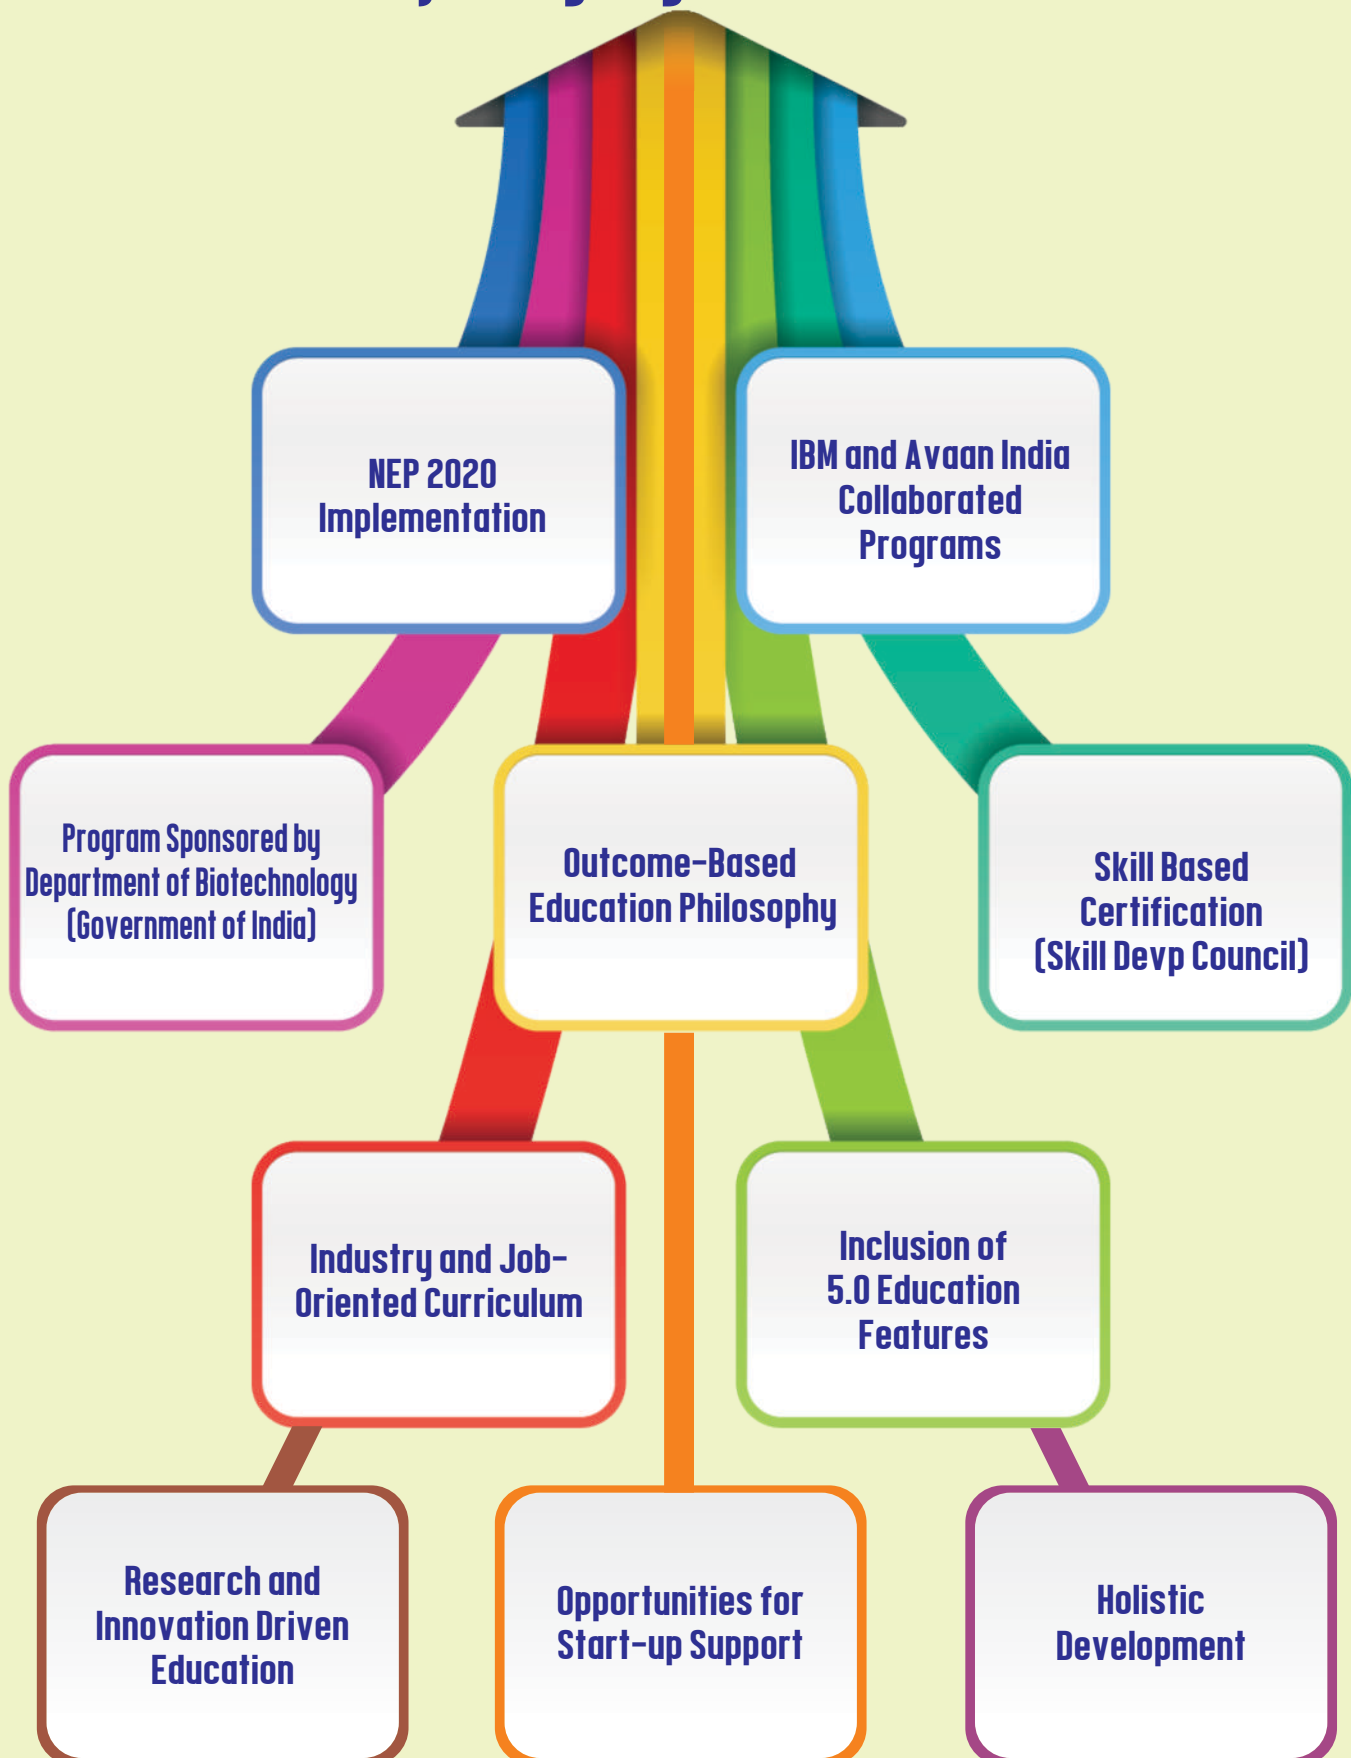 NEP 2020
Implementation
IBM and Avaan India
Collaborated
Programs
Program Sponsored by
Department of Biotechnology
(Government of India)
Outcome-Based
Education Philosophy
Skill Based
Certification
(Skill Devp Council)
Industry and Job-
Oriented Curriculum
Inclusion of
5.0 Education
Features
Research and
Innovation Driven
Education
Opportunities for
Start-up Support
Holistic
Development